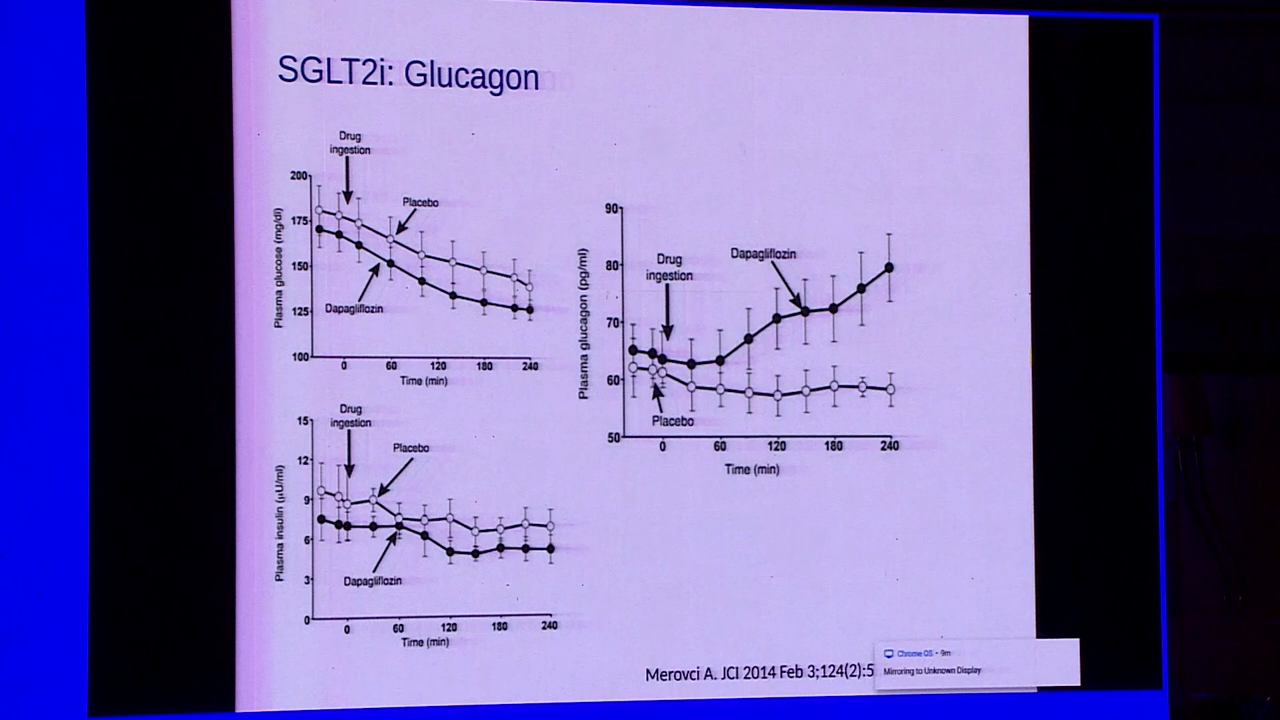 SGLT2i: Glucagon
Drug
ingestion
200
175
150
125
100
Plasma glucose (mg/dl)
Placebo
Dapagliflozin
0
60
120
180
240
Time (min)
Drug
ingestion
15
12
9
6
3
0
Plasma insulin (µU/ml)
Placebo
Dapagliflozin
0
60
120
180
240
Time (min)
90
80
70
60
50
Plasma glucagon (pg/ml)
Drug
ingestion
Dapagliflozin
Placebo
0
60
120
180
240
Time (min)
Merovci A. JCI 2014 Feb 3;124(2):5
Chrome OS • 9m
Mirroring to Unknown Display